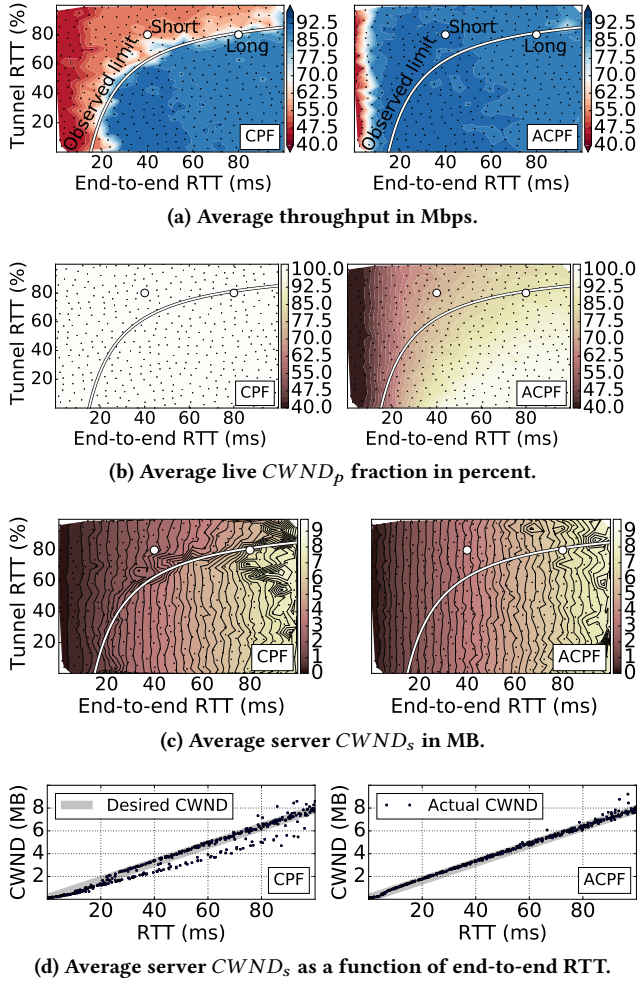 Tunnel RTT (%)
80
60
40
20
Observed limit
Short
Long
CPF
20 40 60 80
End-to-end RTT (ms)
92.5
85.0
77.5
70.0
62.5
55.0
47.5
40.0
Observed limit
Short
Long
ACPF
20 40 60 80
End-to-end RTT (ms)
92.5
85.0
77.5
70.0
62.5
55.0
47.5
40.0
(a) Average throughput in Mbps.
Tunnel RTT (%)
80
60
40
20
CPF
20 40 60 80
End-to-end RTT (ms)
100.0
92.5
85.0
77.5
70.0
62.5
55.0
47.5
40.0
ACPF
20 40 60 80
End-to-end RTT (ms)
100.0
92.5
85.0
77.5
70.0
62.5
55.0
47.5
40.0
(b) Average live CWNDp fraction in percent.
Tunnel RTT (%)
80
60
40
20
CPF
20 40 60 80
End-to-end RTT (ms)
9
8
7
6
5
4
3
2
1
0
ACPF
20 40 60 80
End-to-end RTT (ms)
9
8
7
6
5
4
3
2
1
0
(c) Average server CWNDs in MB.
CWND (MB)
8
6
4
2
Desired CWND
CPF
20 40 60 80
RTT (ms)
CWND (MB)
8
6
4
2
Actual CWND
ACPF
20 40 60 80
RTT (ms)
(d) Average server CWNDs as a function of end-to-end RTT.